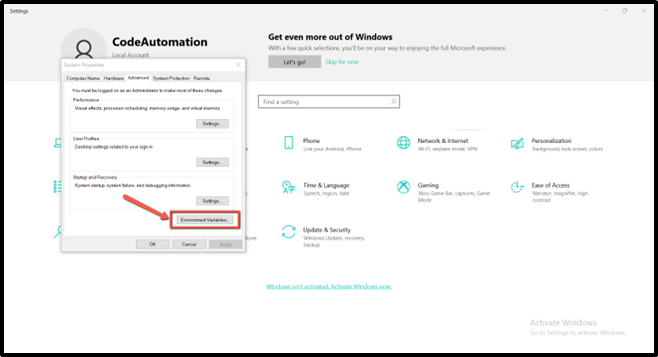 Settings
CodeAutomation
Local Account
Get even more out of Windows
With a few quick selections, you'll be on your way to enjoying the full Microsoft experience.
Let's go!
Skip for now
System Properties
Computer Name
Hardware
Advanced
System Protection
Remote
You must be logged on as an Administrator to make most of these changes.
Performance
Visual effects, processor scheduling, memory usage, and virtual memory
Settings...
User Profiles
Desktop settings related to your sign-in
Settings...
Startup and Recovery
System startup, system failure, and debugging information
Settings...
Environment Variables...
OK
Cancel
Apply
Find a setting
Phone
Link your Android, iPhone
Network & Internet
Wi-Fi, airplane mode, VPN
Personalization
Background, lock screen, colors
Time & Language
Speech, region, date
Gaming
Xbox Game Bar, captures, Game
Mode
Ease of Access
Narrator, magnifier, high
contrast
Update & Security
Windows Update, recovery,
backup
Windows isn't activated. Activate Windows now.
Activate Windows
Go to Settings to activate Windows.